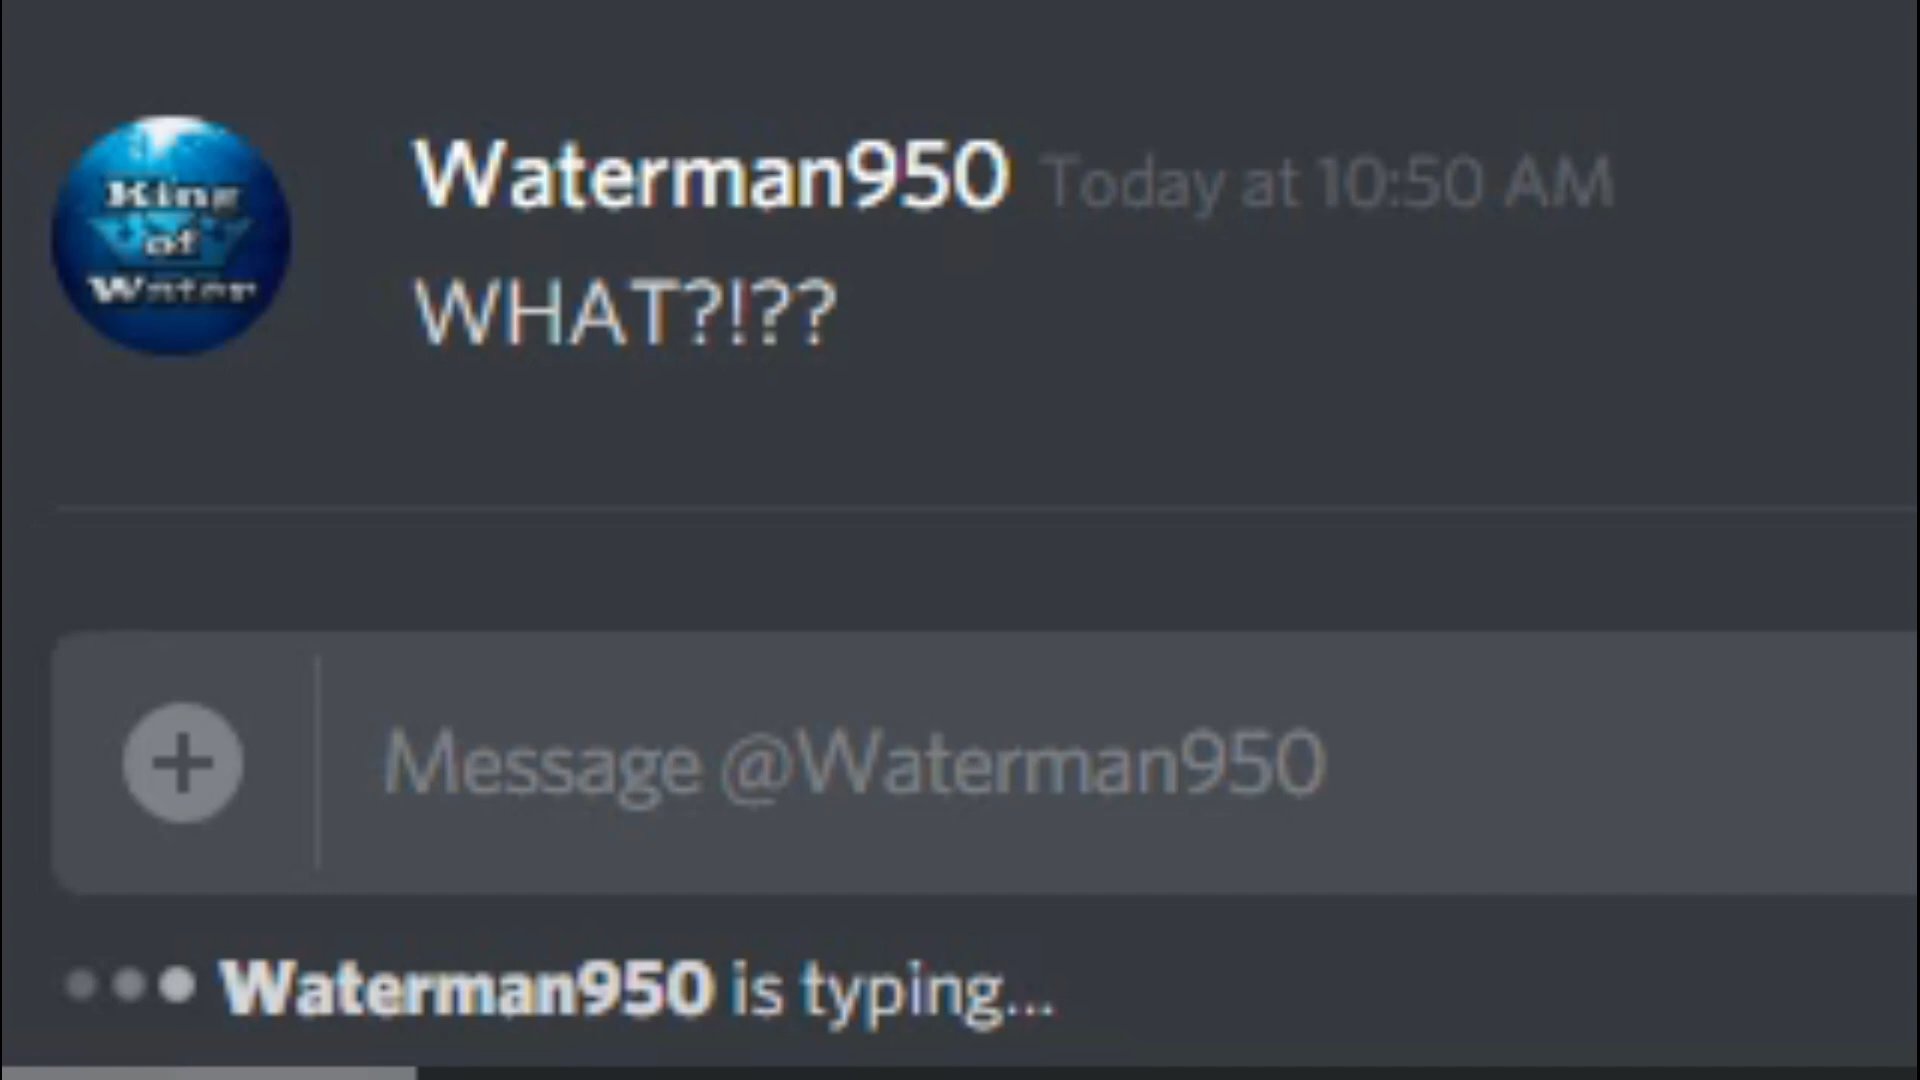 King
of
Water
Waterman950 Today at 10:50 AM
WHAT?!??
Message @Waterman950
Waterman950 is typing...